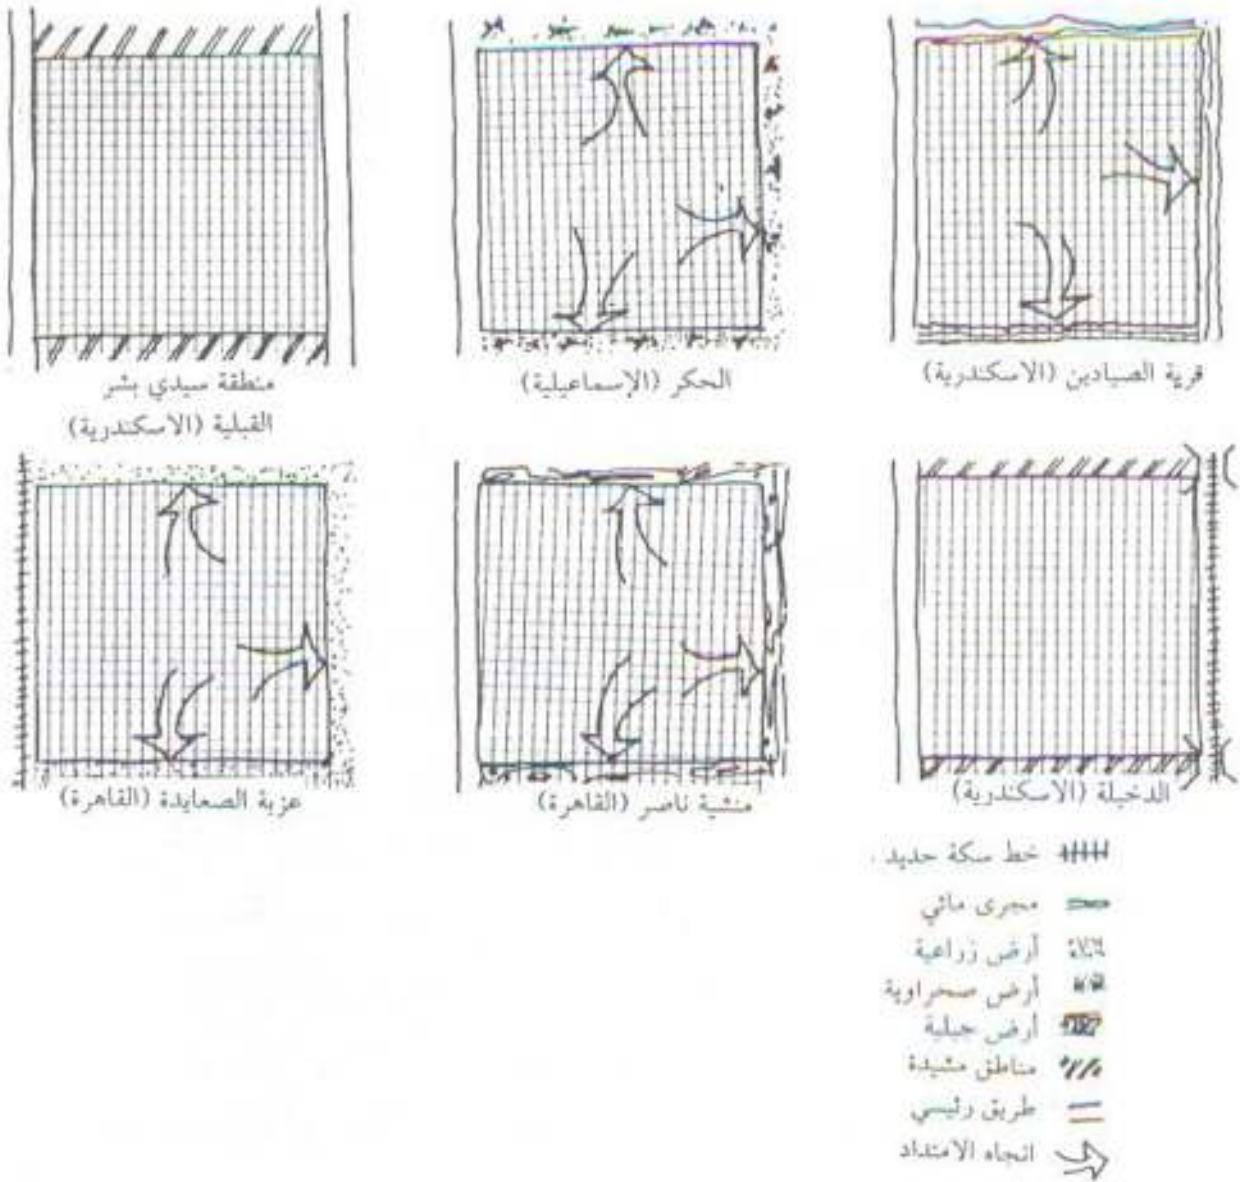 قرية الصيادين (الاسكندرية)
الحكر (الإسماعيلية)
منطقة سيدي بشر
القبلية (الاسكندرية)
الدخيلة (الاسكندرية)
منشية ناصر (القاهرة)
عزبة الصعايدة (القاهرة)
خط سكة حديد .
مجرى مائي
أرض زراعية
أرض صحراوية
أرض جبلية
مناطق مشيدة
طريق رئيسي
اتجاه الامتداد